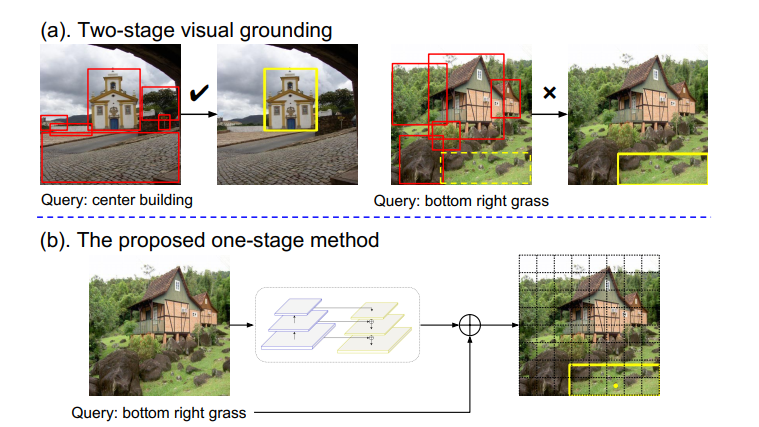 (a). Two-stage visual grounding
Query: center building
Query: bottom right grass
(b). The proposed one-stage method
Query: bottom right grass